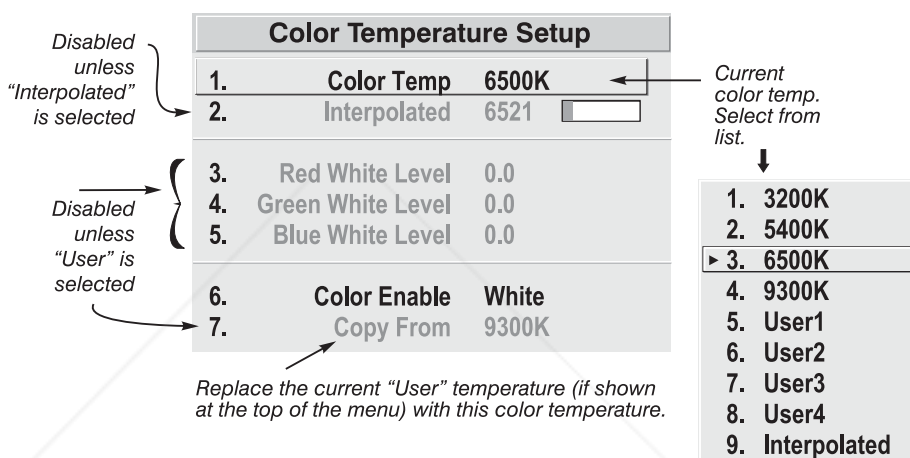 Color Temperature Setup
Disabled
unless
“Interpolated”
is selected
1. Color Temp 6500K
2. Interpolated 6521
Current
color temp.
Select from
list.
3. Red White Level 0.0
4. Green White Level 0.0
5. Blue White Level 0.0
Disabled
unless
“User” is
selected
6. Color Enable White
7. Copy From 9300K
Replace the current “User” temperature (if shown
at the top of the menu) with this color temperature.
1. 3200K
2. 5400K
3. 6500K
4. 9300K
5. User1
6. User2
7. User3
8. User4
9. Interpolated